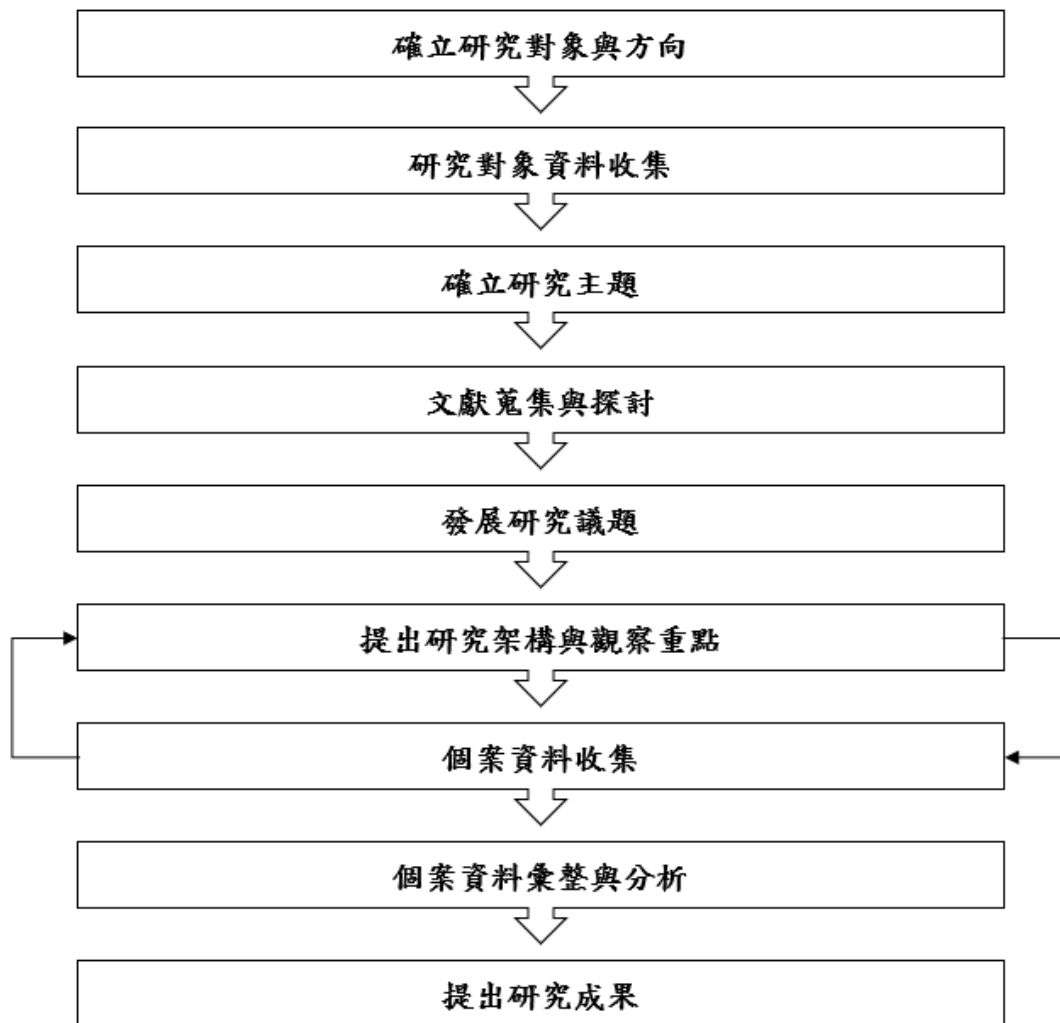 確立研究對象與方向
研究對象資料收集
確立研究主題
文獻蒐集與探討
發展研究議題
提出研究架構與觀察重點
個案資料收集
個案資料彙整與分析
提出研究成果